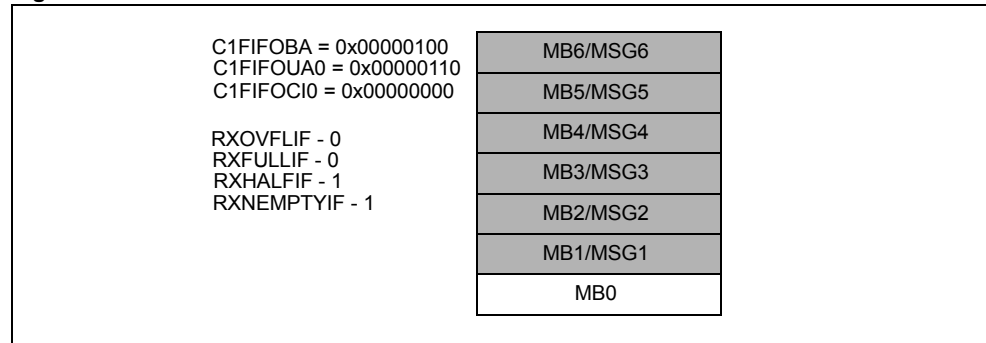 C1FIFOBA = 0x00000100
C1FIFOUA0 = 0x00000110
C1FIFOCI0 = 0x00000000
RXOVFLIF - 0
RXFULLIF - 0
RXHALFIF - 1
RXNEMPTYIF - 1
MB6/MSG6
MB5/MSG5
MB4/MSG4
MB3/MSG3
MB2/MSG2
MB1/MSG1
MB0